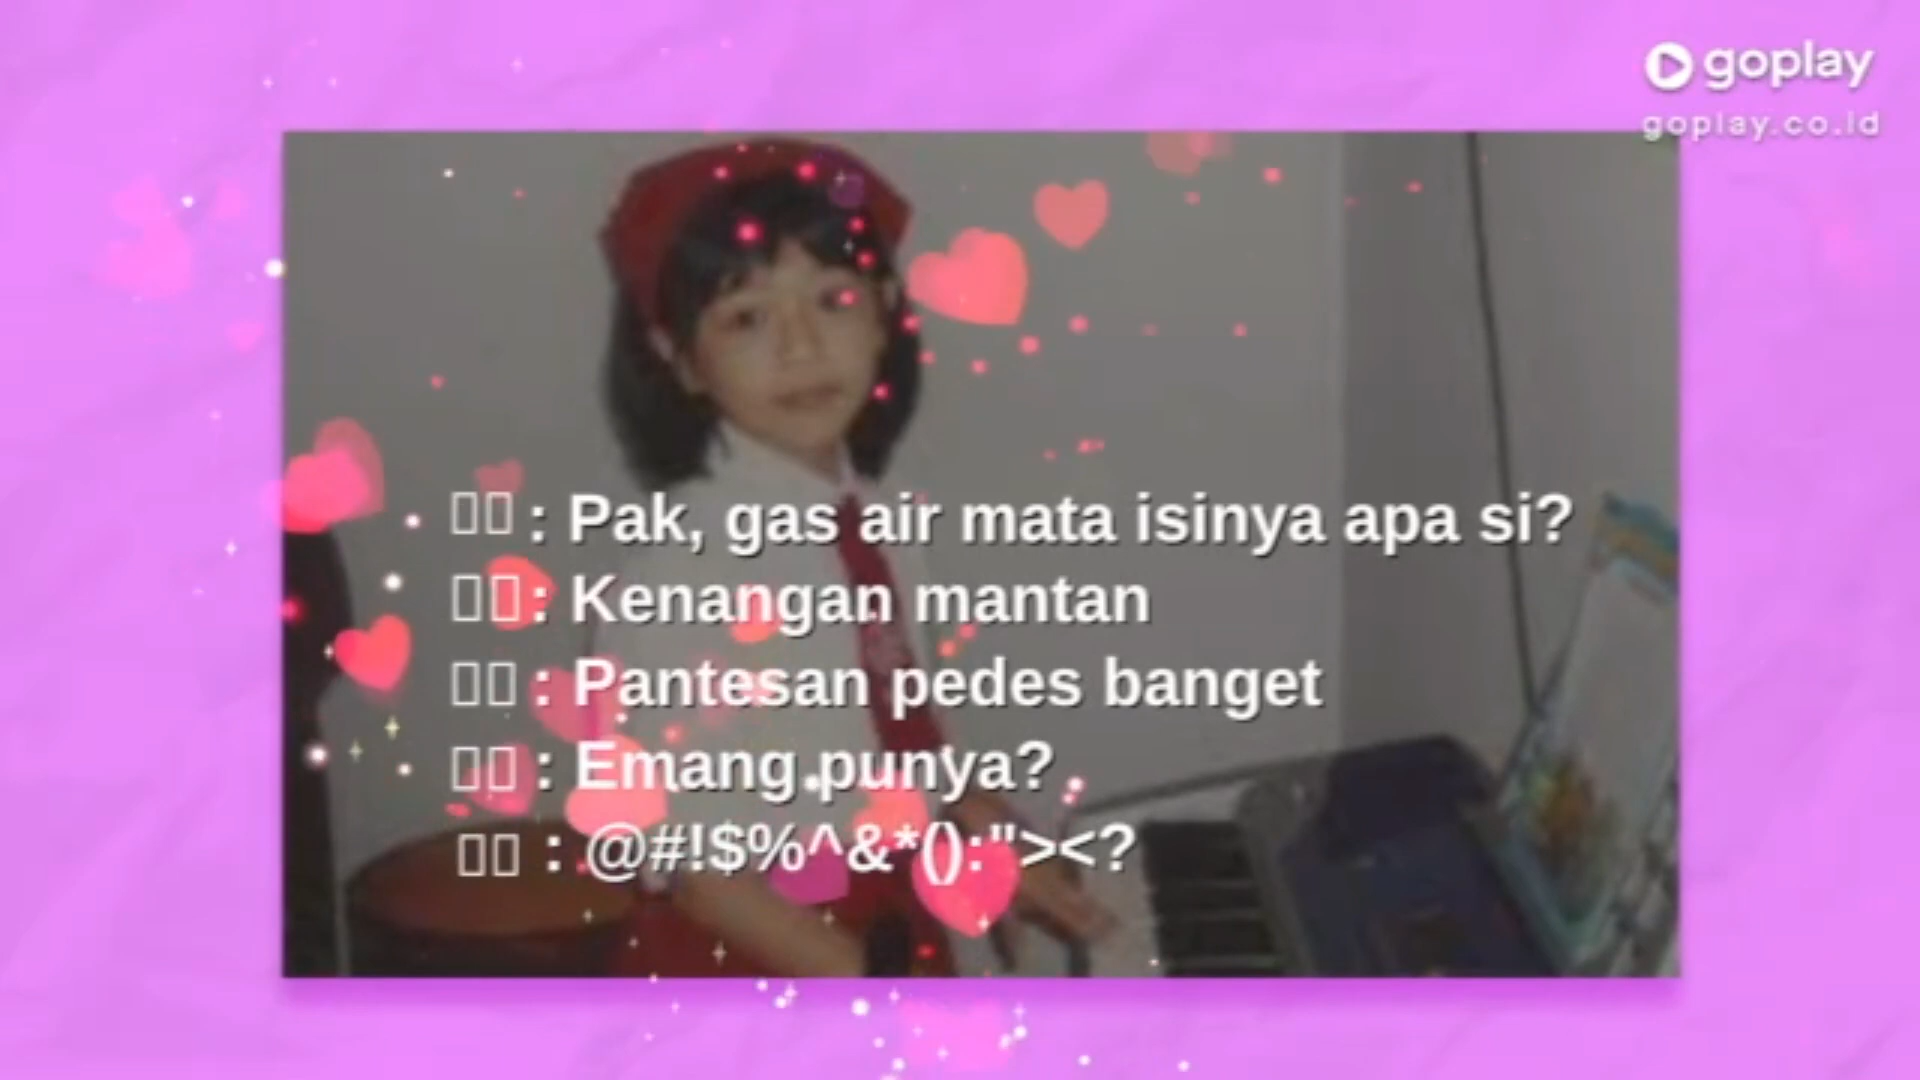 goplay
goplay.co.id
: Pak, gas air mata isinya apa si?
: Kenangan mantan
: Pantesan pedes banget
: Emang punya?
: @#!$%^&*():"><?